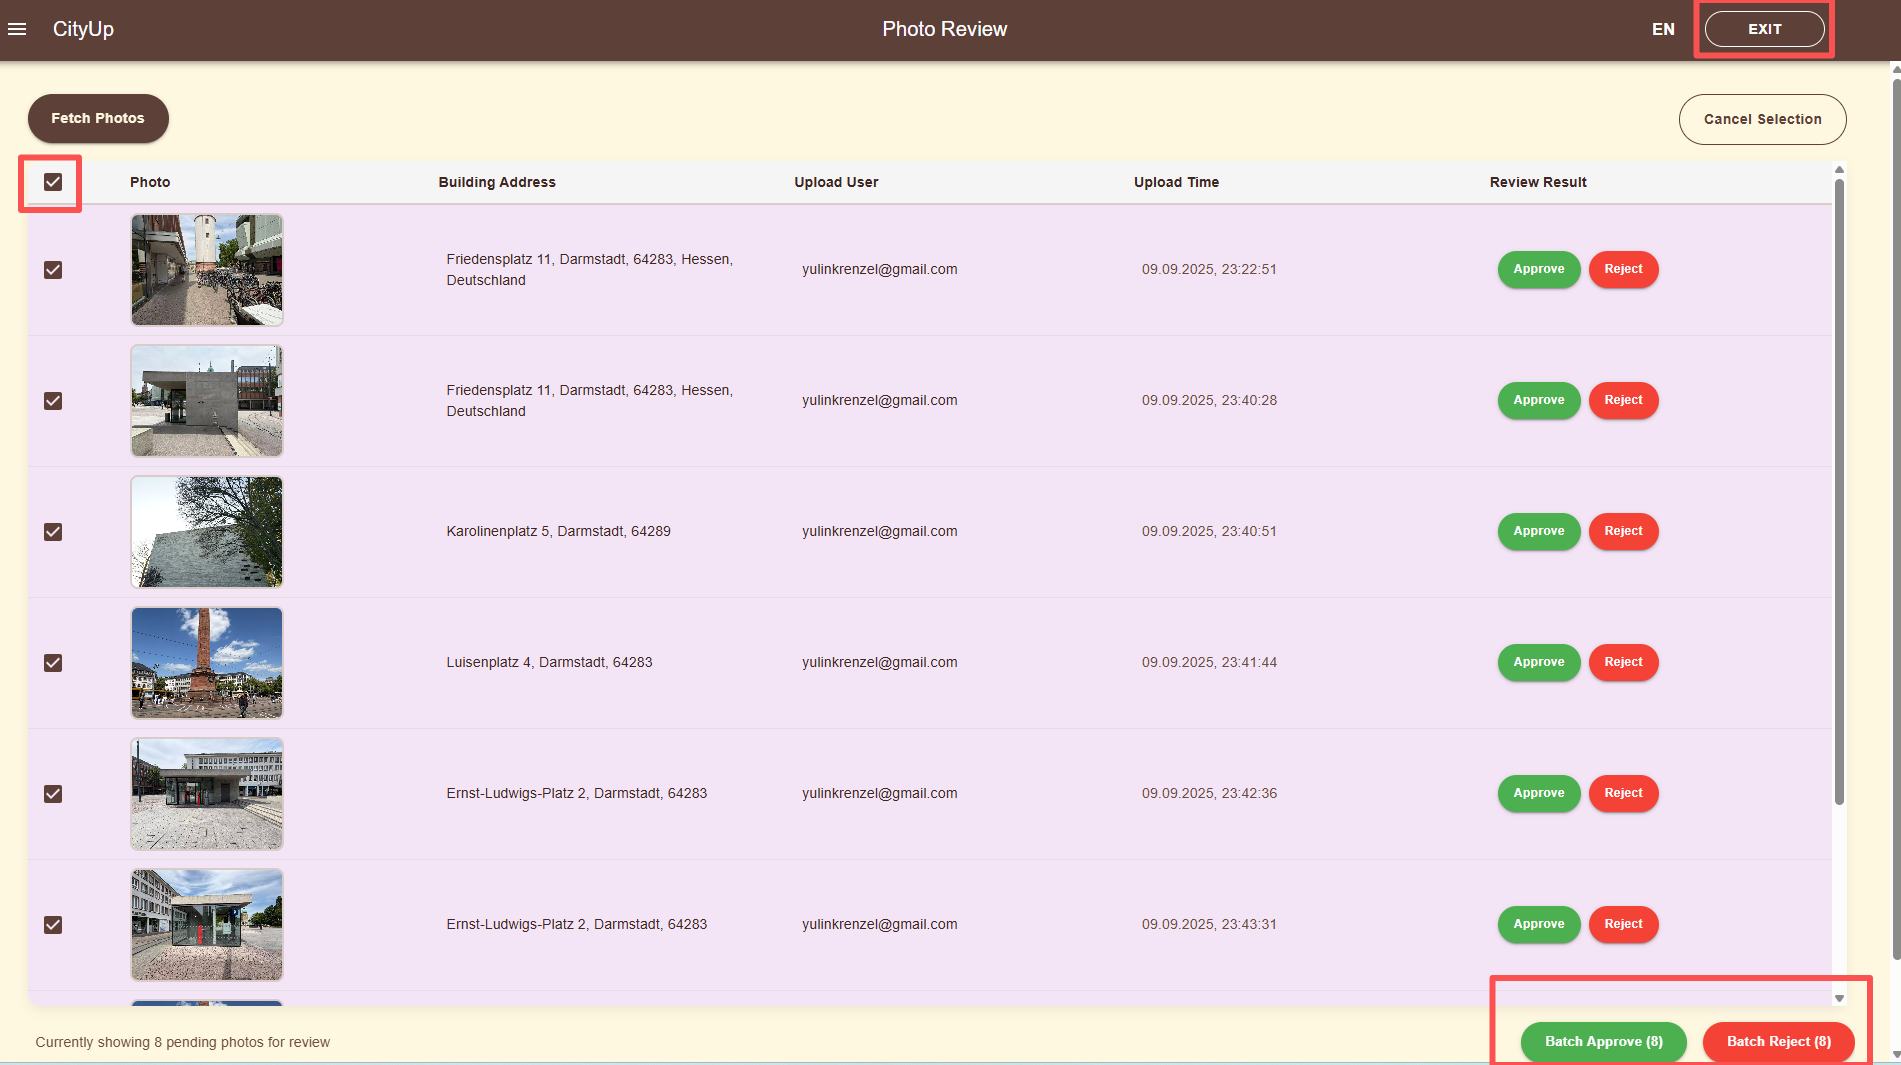 CityUp
Photo Review
EN
EXIT
Fetch Photos
Cancel Selection
Photo
Building Address
Upload User
Upload Time
Review Result
Friedensplatz 11, Darmstadt, 64283, Hessen,
Deutschland
yulinkrenzel@gmail.com
09.09.2025, 23:22:51
Approve
Reject
Friedensplatz 11, Darmstadt, 64283, Hessen,
Deutschland
yulinkrenzel@gmail.com
09.09.2025, 23:40:28
Approve
Reject
Karolinenplatz 5, Darmstadt, 64289
yulinkrenzel@gmail.com
09.09.2025, 23:40:51
Approve
Reject
Luisenplatz 4, Darmstadt, 64283
yulinkrenzel@gmail.com
09.09.2025, 23:41:44
Approve
Reject
Ernst-Ludwigs-Platz 2, Darmstadt, 64283
yulinkrenzel@gmail.com
09.09.2025, 23:42:36
Approve
Reject
Ernst-Ludwigs-Platz 2, Darmstadt, 64283
yulinkrenzel@gmail.com
09.09.2025, 23:43:31
Approve
Reject
Currently showing 8 pending photos for review
Batch Approve (8)
Batch Reject (8)